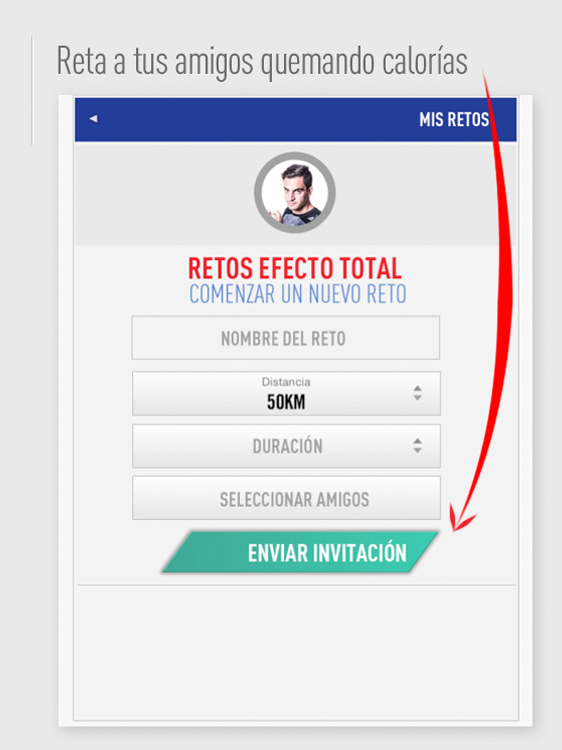 Reta a tus amigos quemando calorías
MIS RETOS
RETOS EFECTO TOTAL
COMENZAR UN NUEVO RETO
NOMBRE DEL RETO
Distancia
50KM
DURACIÓN
SELECCIONAR AMIGOS
ENVIAR INVITACIÓN